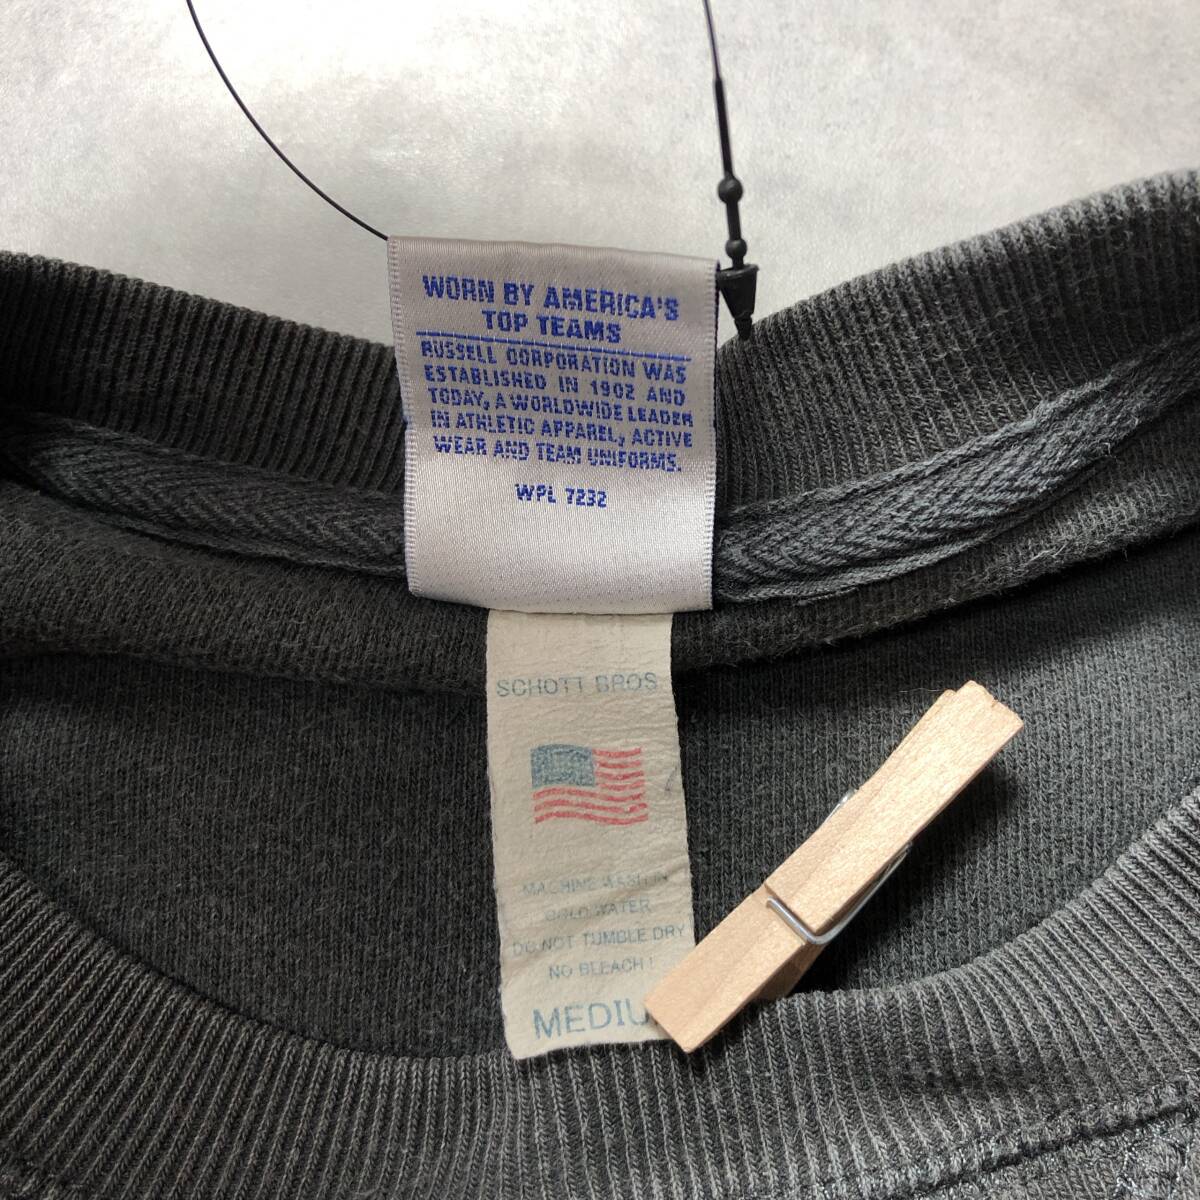 WORN BY AMERICA'S
TOP TEAMS
RUSSELL CORPORATION WAS
ESTABLISHED IN 1902 AND
TODAY, A WORLDWIDE LEADER
IN ATHLETIC APPAREL, ACTIVE
WEAR AND TEAM UNIFORMS.
WPL 7232
SCHOTT BROS
MACHINE WASH IN
COLD WATER
DO NOT TUMBLE DRY
NO BLEACH!
MEDIU